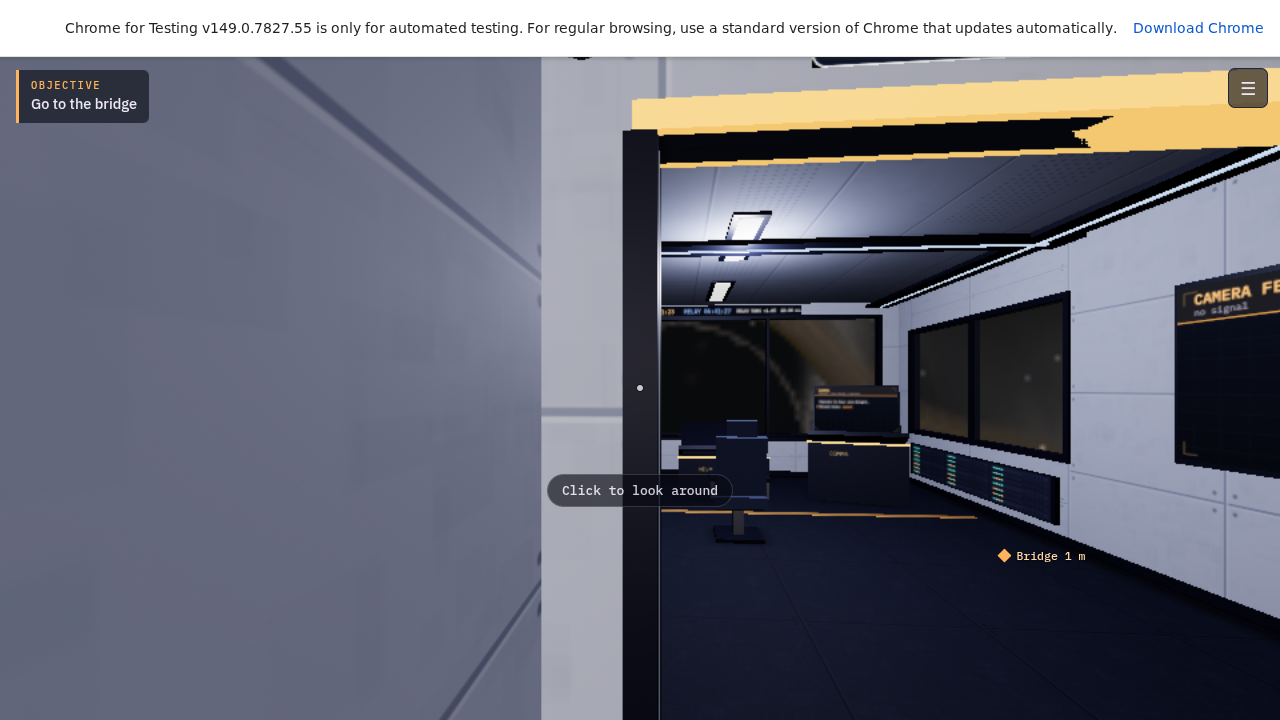 Chrome for Testing v149.0.7827.55 is only for automated testing. For regular browsing, use a standard version of Chrome that updates automatically. Download Chrome
OBJECTIVE
Go to the bridge
☰
CAMERA FE
no signal
COMMS
HELM
Click to look around
Bridge 1 m